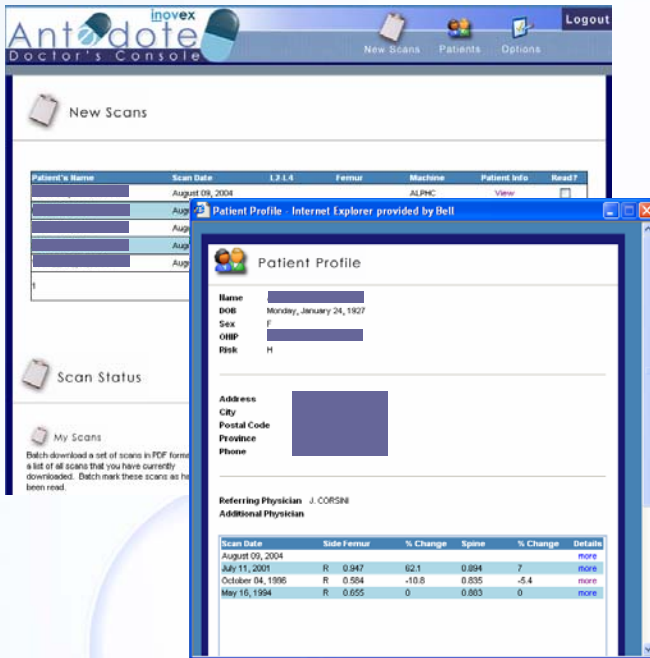 inovex
Antidote
Doctor's Console
New Scans Patients Options
Logout
New Scans
Patient's Name Scan Date L2-L4 Femur Machine Patient Info Read?
August 09, 2004 ALPHC View
Aug
Aug
Aug
Aug
1
Scan Status
My Scans
Batch download a set of scans in PDF
a list of all scans that you have currently
downloaded. Batch mark these scans as
been read.
Patient Profile - Internet Explorer provided by Bell
Patient Profile
Name
DOB Monday, January 24, 1927
Sex F
OHIP
Risk H
Address
City
Postal Code
Province
Phone
Referring Physician J. CORSINI
Additional Physician
Scan Date Side Femur % Change Spine % Change Details
August 09, 2004 more
July 11, 2001 R 0.947 62.1 0.894 7 more
October 04, 1996 R 0.584 -10.8 0.835 -5.4 more
May 16, 1994 R 0.655 0 0.883 0 more